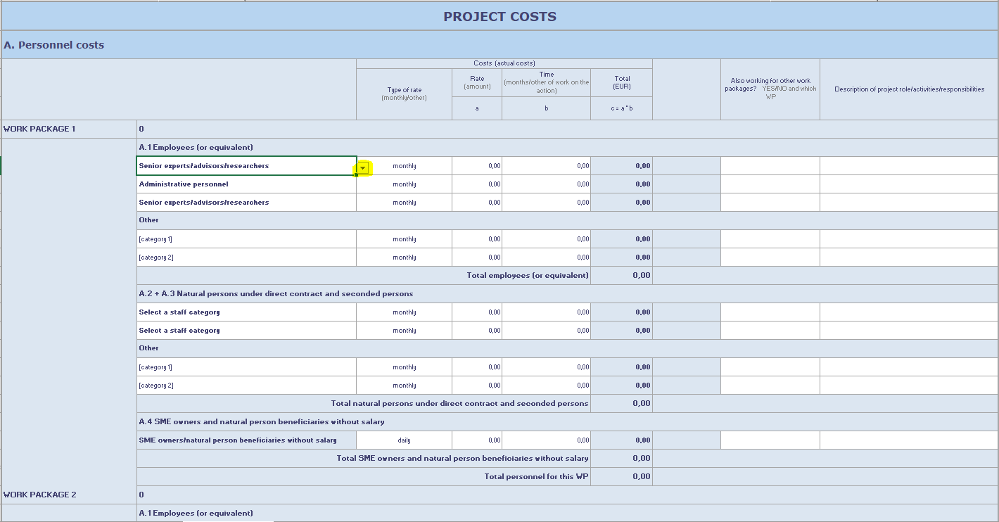 PROJECT COSTS
A. Personnel costs
Costs (actual costs)
Type of rate
(monthly/other)
Rate
(amount)
Time
(months/other of work on the
action)
Total
(EUR)
Also working for other work
packages? YES/NO and which
WP
Description of project role/activities/responsibilities
a b c = a * b
WORK PACKAGE 1 0
A.1 Employees (or equivalent)
Senior experts/advisors/researchers monthly 0,00 0,00 0,00
Administrative personnel monthly 0,00 0,00 0,00
Senior experts/advisors/researchers monthly 0,00 0,00 0,00
Other
[category 1] monthly 0,00 0,00 0,00
[category 2] monthly 0,00 0,00 0,00
Total employees (or equivalent) 0,00
A.2 + A.3 Natural persons under direct contract and seconded persons
Select a staff category monthly 0,00 0,00 0,00
Select a staff category monthly 0,00 0,00 0,00
Other
[category 1] monthly 0,00 0,00 0,00
[category 2] monthly 0,00 0,00 0,00
Total natural persons under direct contract and seconded persons 0,00
A.4 SME owners and natural person beneficiaries without salary
SME owners/natural person beneficiaries without salary daily 0,00 0,00 0,00
Total SME owners and natural person beneficiaries without salary 0,00
Total personnel for this WP 0,00
WORK PACKAGE 2 0
A.1 Employees (or equivalent)